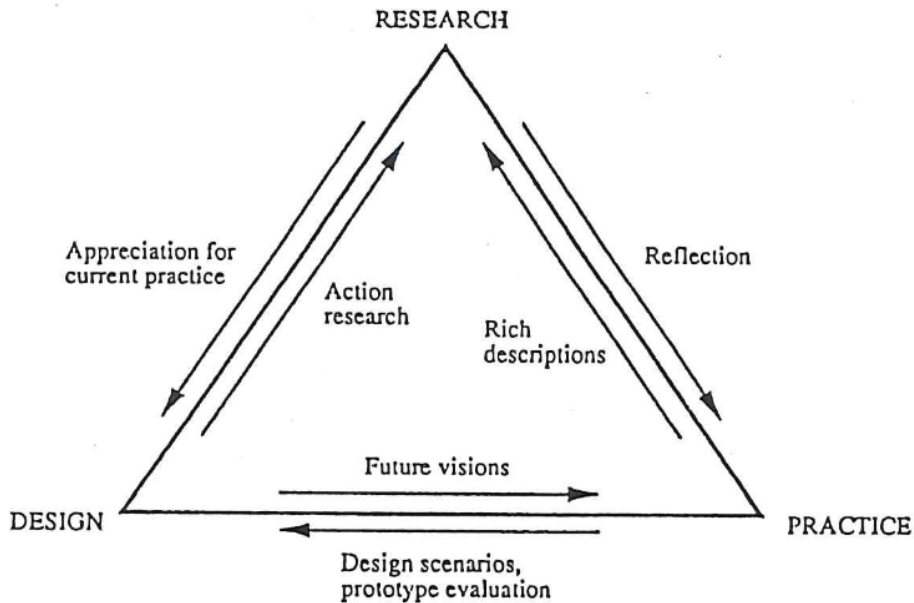 RESEARCH
Appreciation for
current practice
Action
research
Rich
descriptions
Reflection
Future visions
DESIGN
PRACTICE
Design scenarios,
prototype evaluation